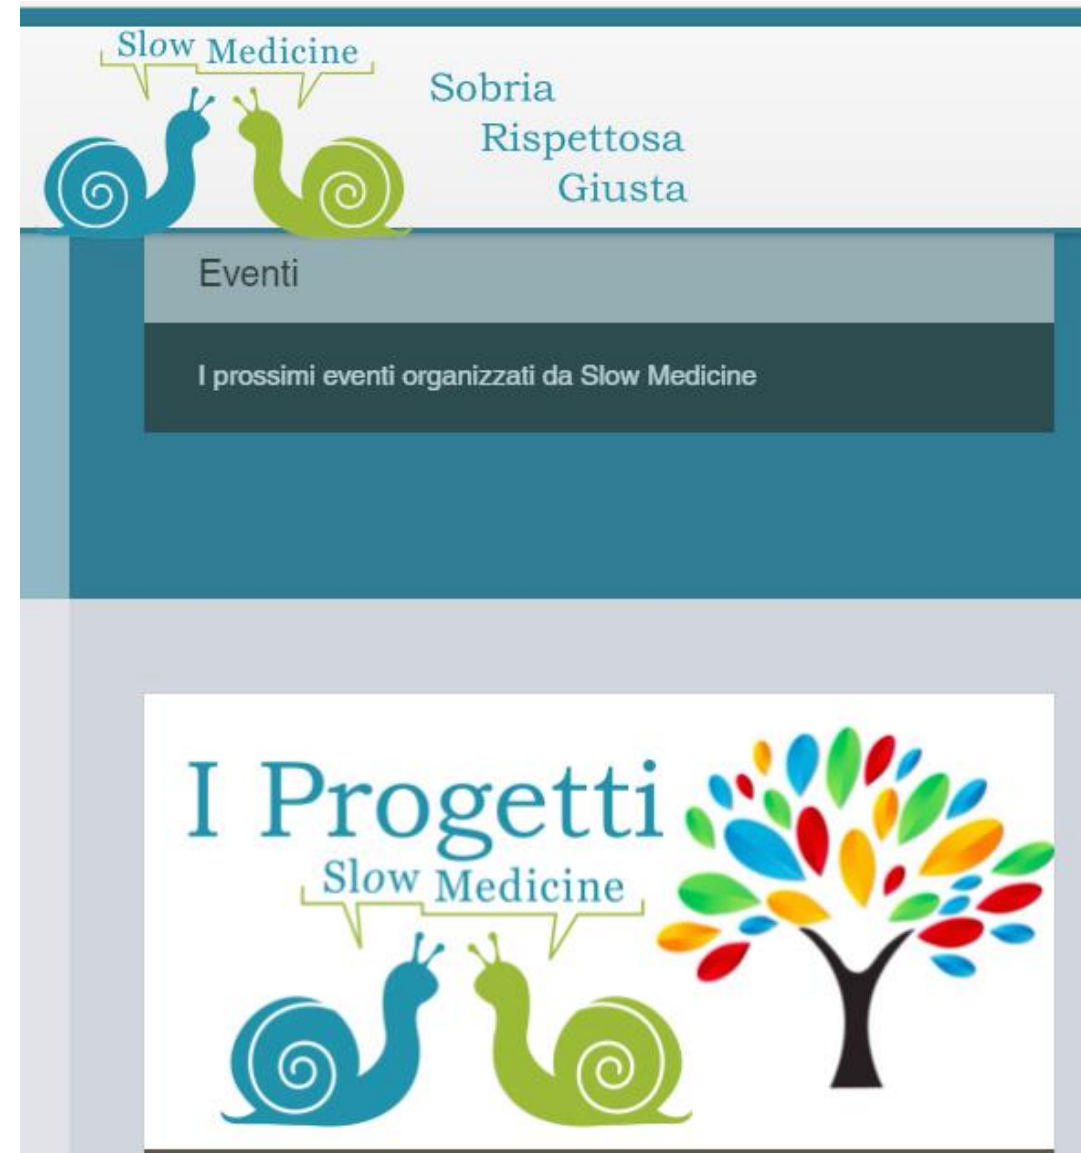 Slow Medicine
Sobria
Rispettosa
Giusta
Eventi
I prossimi eventi organizzati da Slow Medicine
I Progetti
Slow Medicine